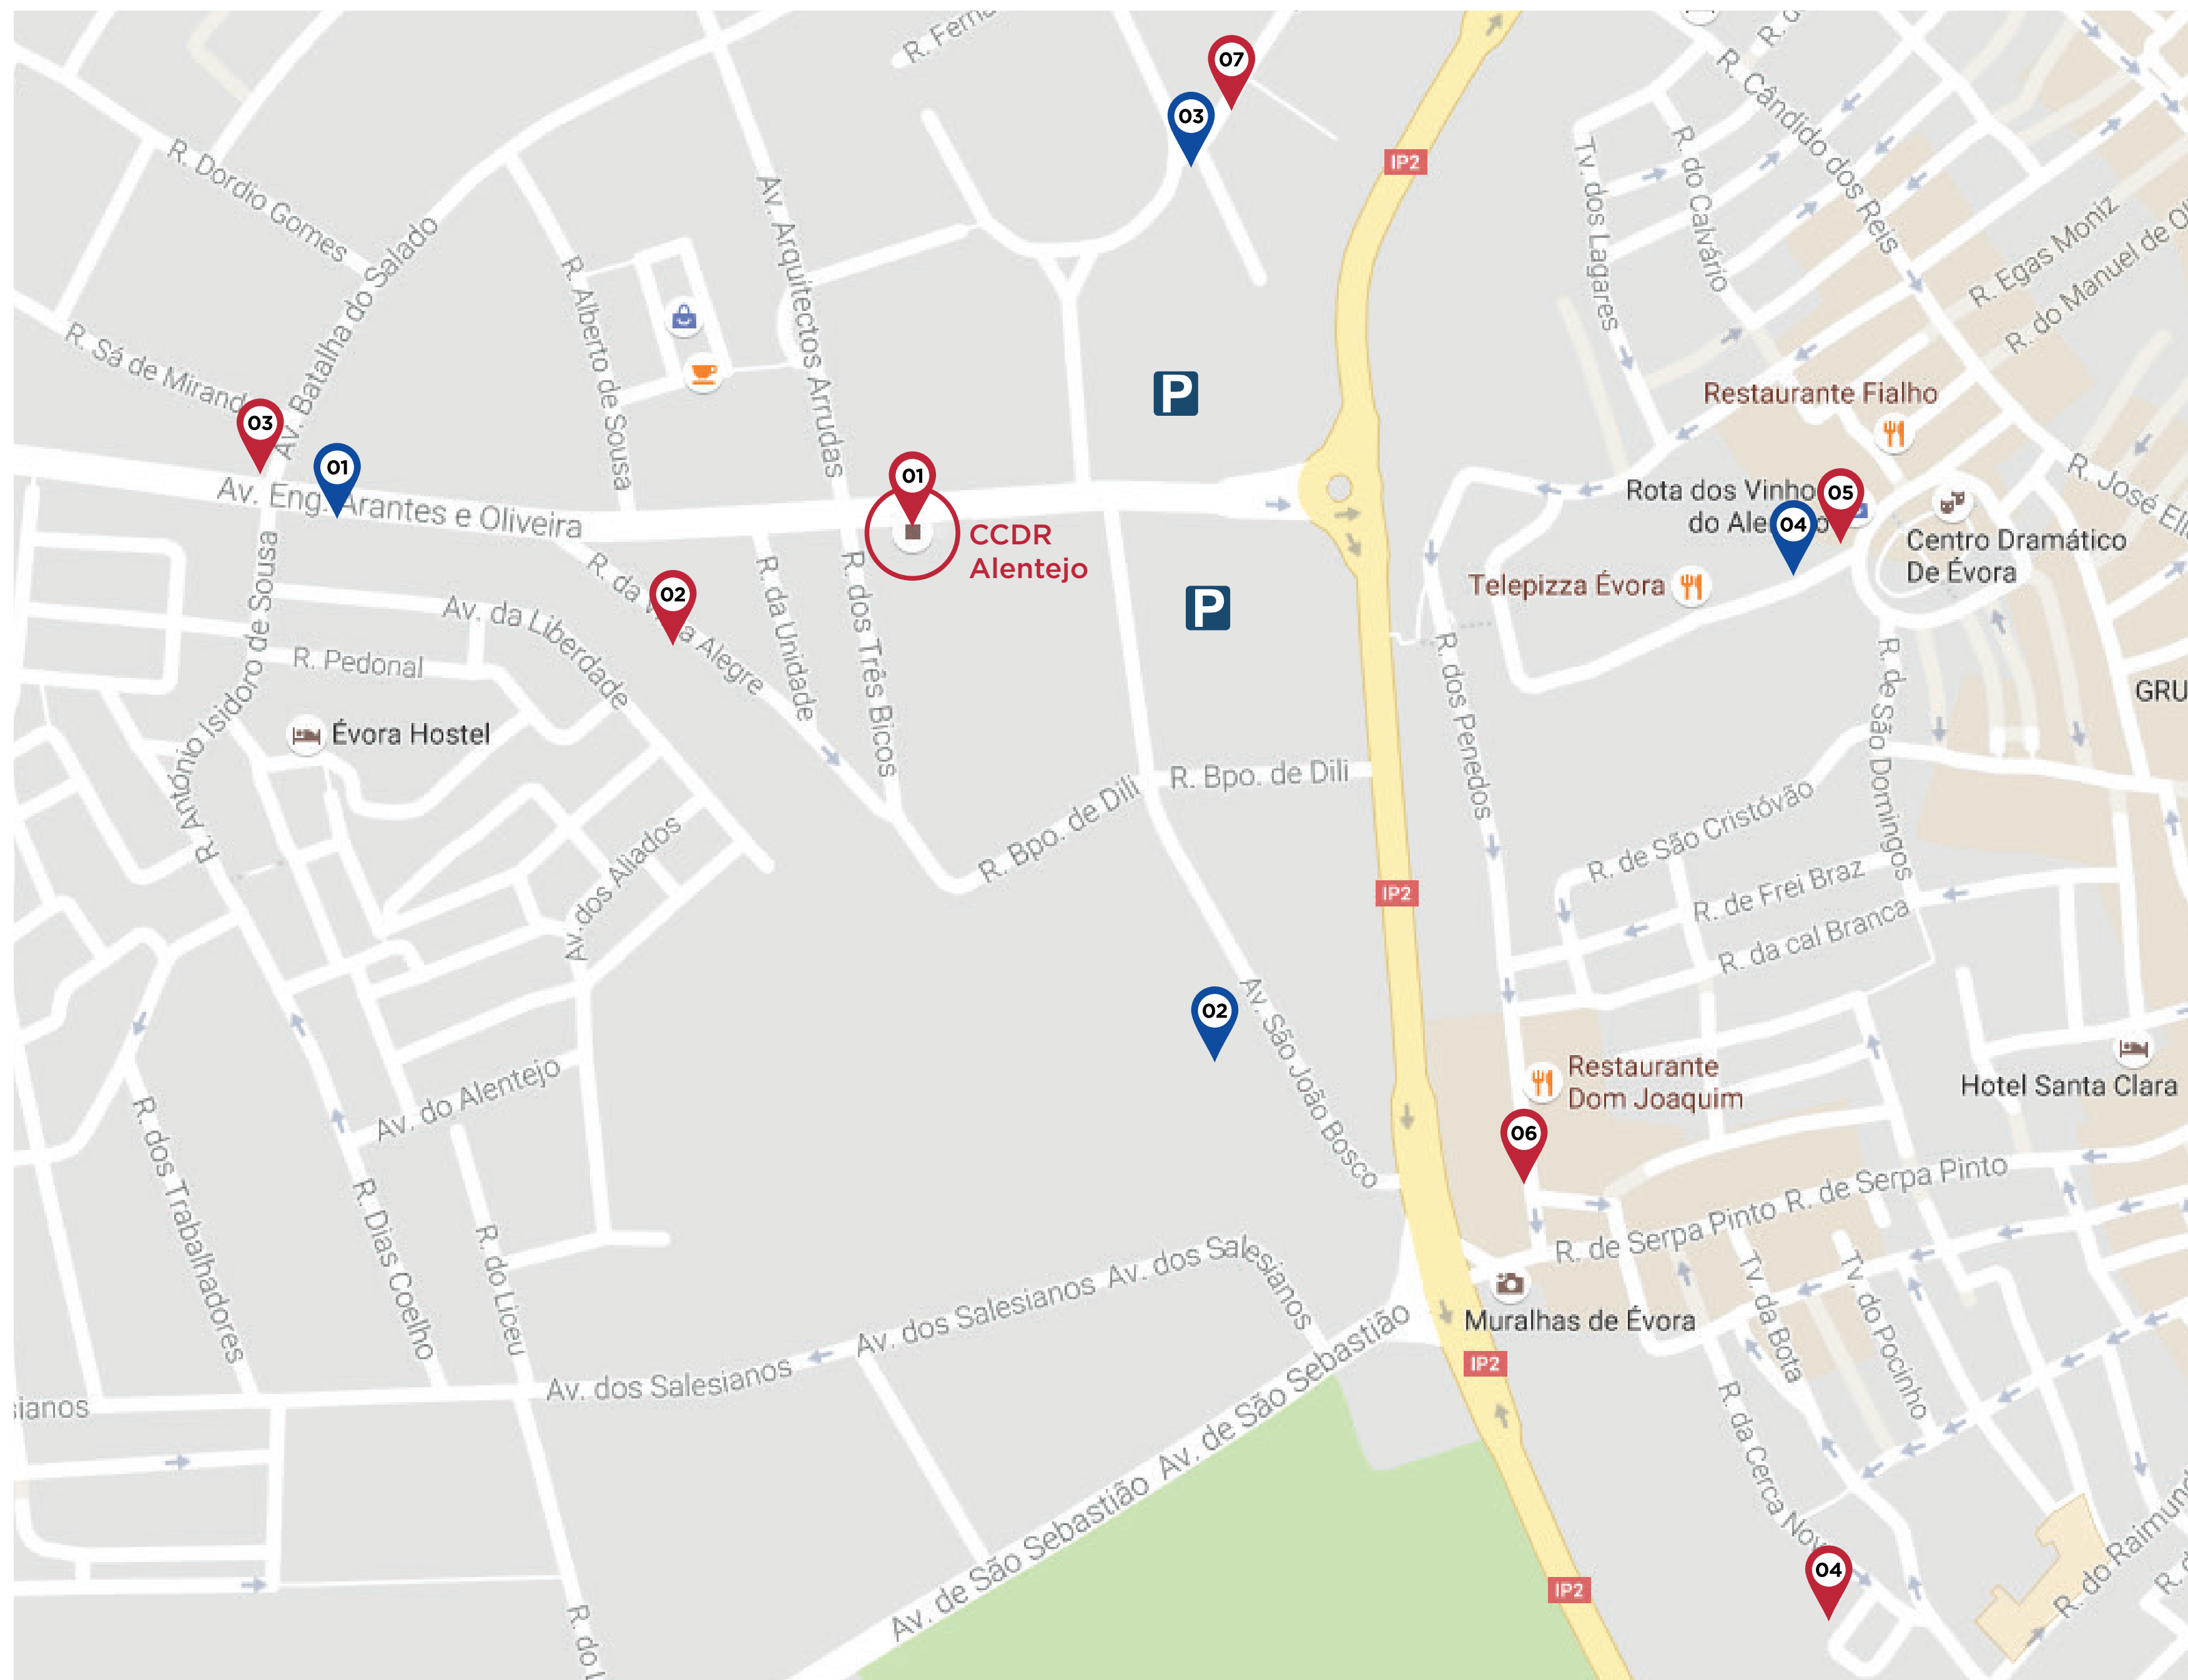 R. Ferna
07
03
R. Cândido dos Reis
R. Dordio Gomes
IP2
Av. Arquitectos Arrudas
Tv. dos Lagares
R. do Calvário
R. Egas Moniz
R. do Manuel de Ol
Av. Batalha do Salado
R. Alberto de Sousa
R. Sá de Mirand
P
Restaurante Fialho
03
01
01
Rota dos Vinho
do Ale
05
04
R. José Eli
Av. Eng. Arantes e Oliveira
CCDR
Alentejo
Centro Dramático
De Évora
Telepizza Évora
P
R. António Isidoro de Sousa
Av. da Liberdade
R. da V
a Alegre
02
R. da Unidade
R. dos Três Bicos
R. Pedonal
R. dos Penedos
R. de São Domingos
GRU
Évora Hostel
R. Bpo. de Dili
R. Bpo. de Dili
R. de São Cristóvão
Av. dos Aliados
R. de Frei Braz
IP2
R. da cal Branca
02
Av. São João Bosco
Av. do Alentejo
Restaurante
Dom Joaquim
Hotel Santa Clara
06
R. dos Trabalhadores
R. Dias Coelho
R. do Liceu
R. de Serpa Pinto
R. de Serpa Pinto
Av. dos Salesianos
Av. dos Salesianos
Av. dos Salesianos
Muralhas de Évora
Tv. da Bota
Tv. do Pocinho
IP2
sianos
Av. de São Sebastião
Av. de São Sebastião
R. da Cerca Nov
04
IP2
R. do Raimund
R. do L